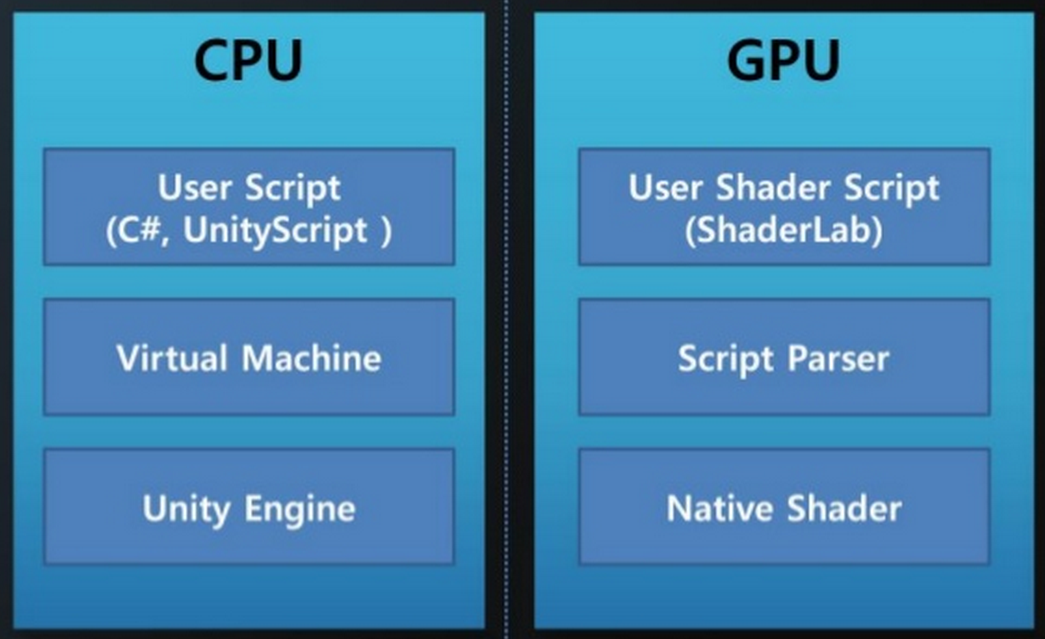 CPU
User Script
(C#, UnityScript )
Virtual Machine
Unity Engine
GPU
User Shader Script
(ShaderLab)
Script Parser
Native Shader